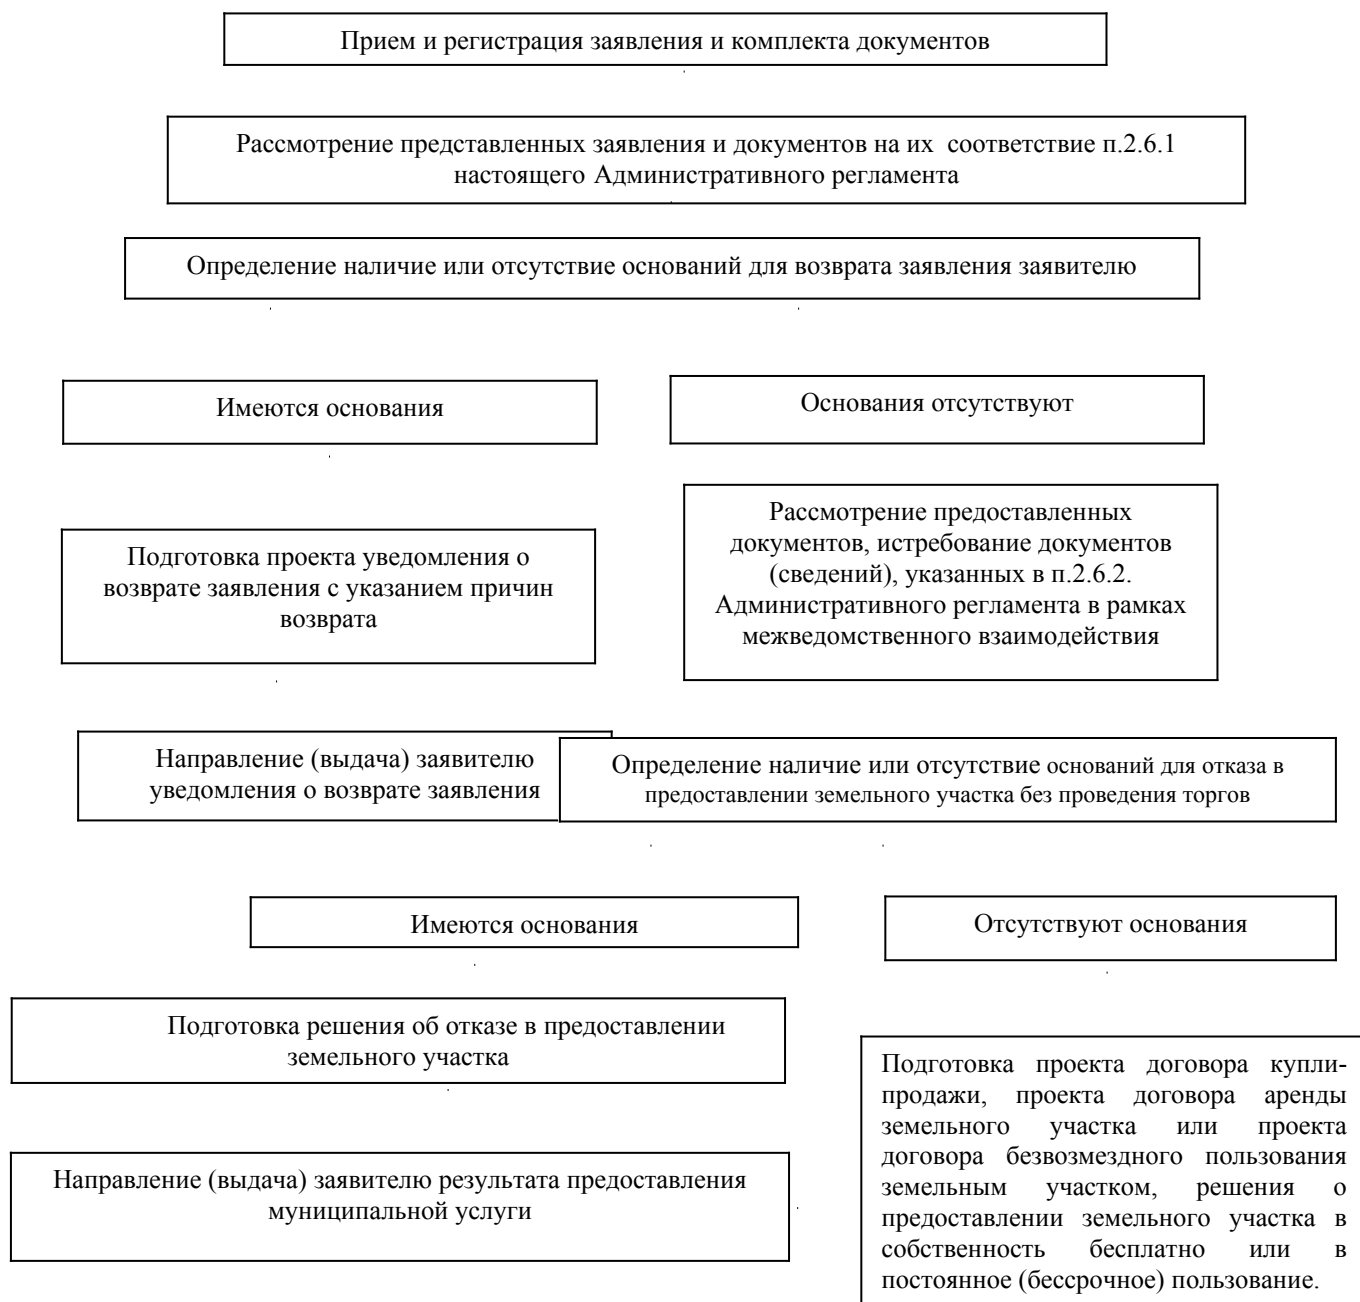 Прием и регистрация заявления и комплекта документов
Рассмотрение представленных заявления и документов на их соответствие п.2.6.1
настоящего Административного регламента
Определение наличие или отсутствие оснований для возврата заявления заявителю
Имеются основания
Основания отсутствуют
Подготовка проекта уведомления о
возврате заявления с указанием причин
возврата
Рассмотрение предоставленных
документов, истребование документов
(сведений), указанных в п.2.6.2.
Административного регламента в рамках
межведомственного взаимодействия
Направление (выдача) заявителю
уведомления о возврате заявления
Определение наличие или отсутствие оснований для отказа в
предоставлении земельного участка без проведения торгов
Имеются основания
Отсутствуют основания
Подготовка решения об отказе в предоставлении
земельного участка
Направление (выдача) заявителю результата предоставления
муниципальной услуги
Подготовка проекта договора купли-
продажи, проекта договора аренды
земельного участка или проекта
договора безвозмездного пользования
земельным участком, решения о
предоставлении земельного участка в
собственность бесплатно или в
постоянное (бессрочное) пользование.